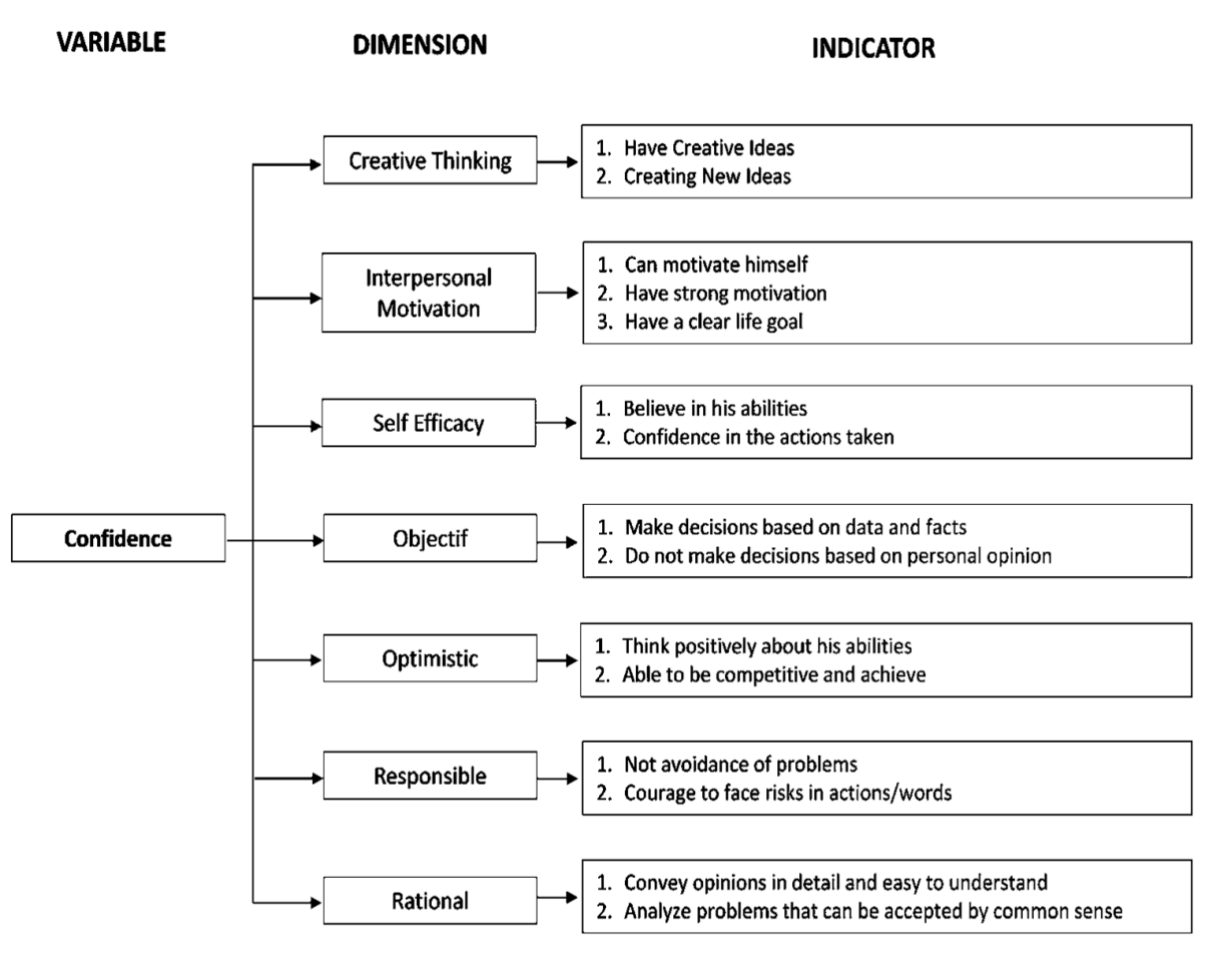 VARIABLE
DIMENSION
INDICATOR
Creative Thinking
1. Have Creative Ideas
2. Creating New Ideas
Interpersonal
Motivation
1. Can motivate himself
2. Have strong motivation
3. Have a clear life goal
Self Efficacy
1. Believe in his abilities
2. Confidence in the actions taken
Confidence
Objectif
1. Make decisions based on data and facts
2. Do not make decisions based on personal opinion
Optimistic
1. Think positively about his abilities
2. Able to be competitive and achieve
Responsible
1. Not avoidance of problems
2. Courage to face risks in actions/words
Rational
1. Convey opinions in detail and easy to understand
2. Analyze problems that can be accepted by common sense